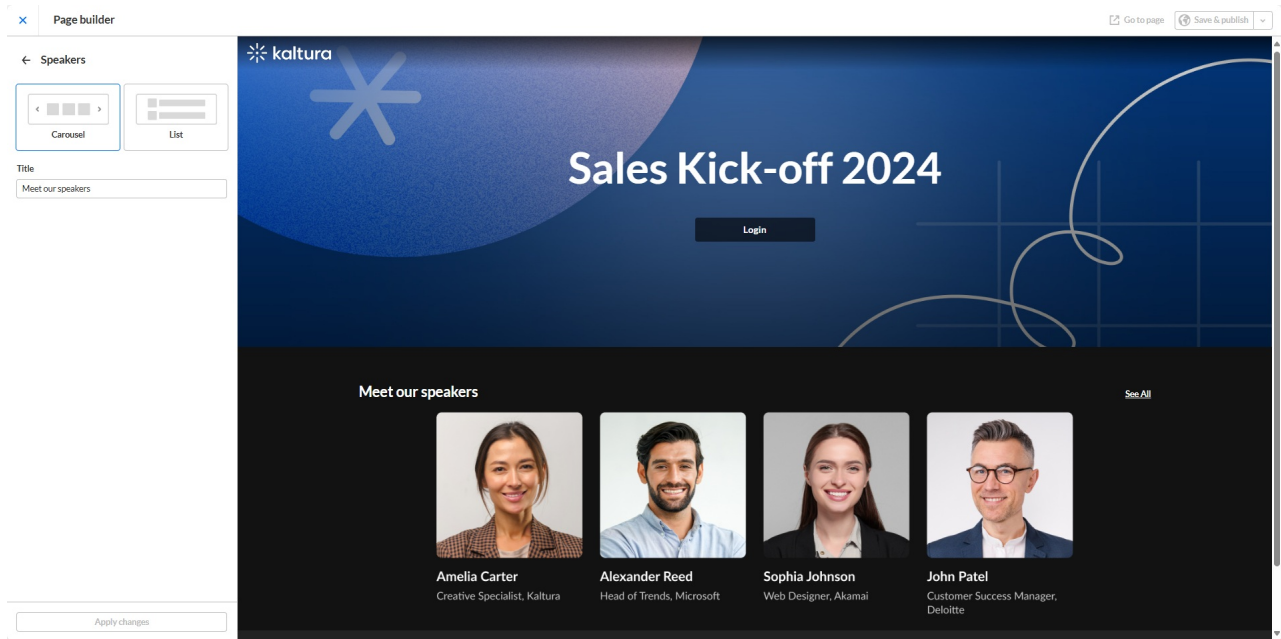 Page builder
Go to page
Save & publish
Speakers
Carousel
List
Title
Meet our speakers
Apply changes
kaltura
Sales Kick-off 2024
Login
Meet our speakers
See All
Amelia Carter
Creative Specialist, Kaltura
Alexander Reed
Head of Trends, Microsoft
Sophia Johnson
Web Designer, Akamai
John Patel
Customer Success Manager,
Deloitte